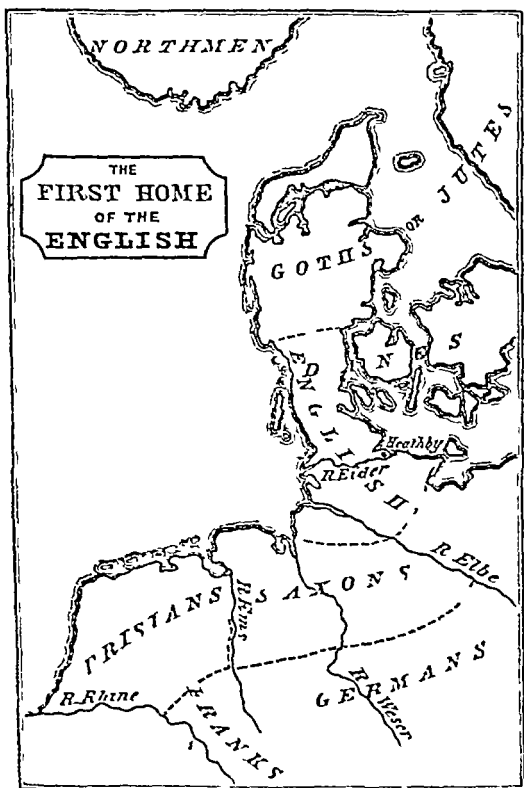 NORTHMEN
THE
FIRST HOME
OF THE
ENGLISH
GOTHS OR JUTES
D N E S
ENGLISH
Heathby
R Eider
R Elbe
FRISIANS
SAXONS
R Ems
R Weser
GERMANS
R Rhine
FRANKS